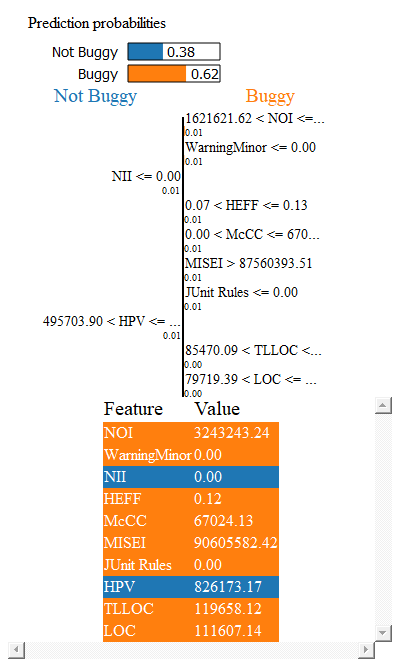 Prediction probabilities
Not Buggy 0.38
Buggy 0.62
Not Buggy Buggy
1621621.62 < NOI <=...
0.01
WarningMinor <= 0.00
0.01
NII <= 0.00
0.01
0.07 < HEFF <= 0.13
0.01
0.00 < McCC <= 670...
0.01
MISEI > 87560393.51
0.01
JUnit Rules <= 0.00
0.01
495703.90 < HPV <= ...
0.01
85470.09 < TLLOC <...
0.00
79719.39 < LOC <= ...
0.00
Feature Value
NOI 3243243.24
WarningMinor 0.00
NII 0.00
HEFF 0.12
McCC 67024.13
MISEI 90605582.42
JUnit Rules 0.00
HPV 826173.17
TLLOC 119658.12
LOC 111607.14